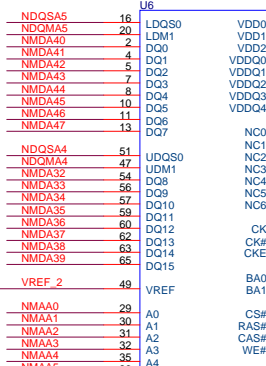 U6
NDQSA5 16 LDQS0 VDD0
NDQMA5 20 LDM1 VDD1
NMDA40 2 DQ0 VDD2
NMDA41 4 DQ1 VDDQ0
NMDA42 5 DQ2 VDDQ1
NMDA43 7 DQ3 VDDQ2
NMDA44 8 DQ4 VDDQ3
NMDA45 10 DQ5 VDDQ4
NMDA46 11 DQ6
NMDA47 13 DQ7 NC0
NC1
NDQSA4 51 UDQS0 NC2
NDQMA4 47 UDM1 NC3
NMDA32 54 DQ8 NC4
NMDA33 56 DQ9 NC5
NMDA34 57 DQ10 NC6
NMDA35 59 DQ11
NMDA36 60 DQ12 CK
NMDA37 62 DQ13 CK#
NMDA38 63 DQ14 CKE
NMDA39 65 DQ15
BA0
VREF_2 49 VREF BA1
NMAA0 29 A0 CS#
NMAA1 30 A1 RAS#
NMAA2 31 A2 CAS#
NMAA3 32 A3 WE#
NMAA4 35 A4